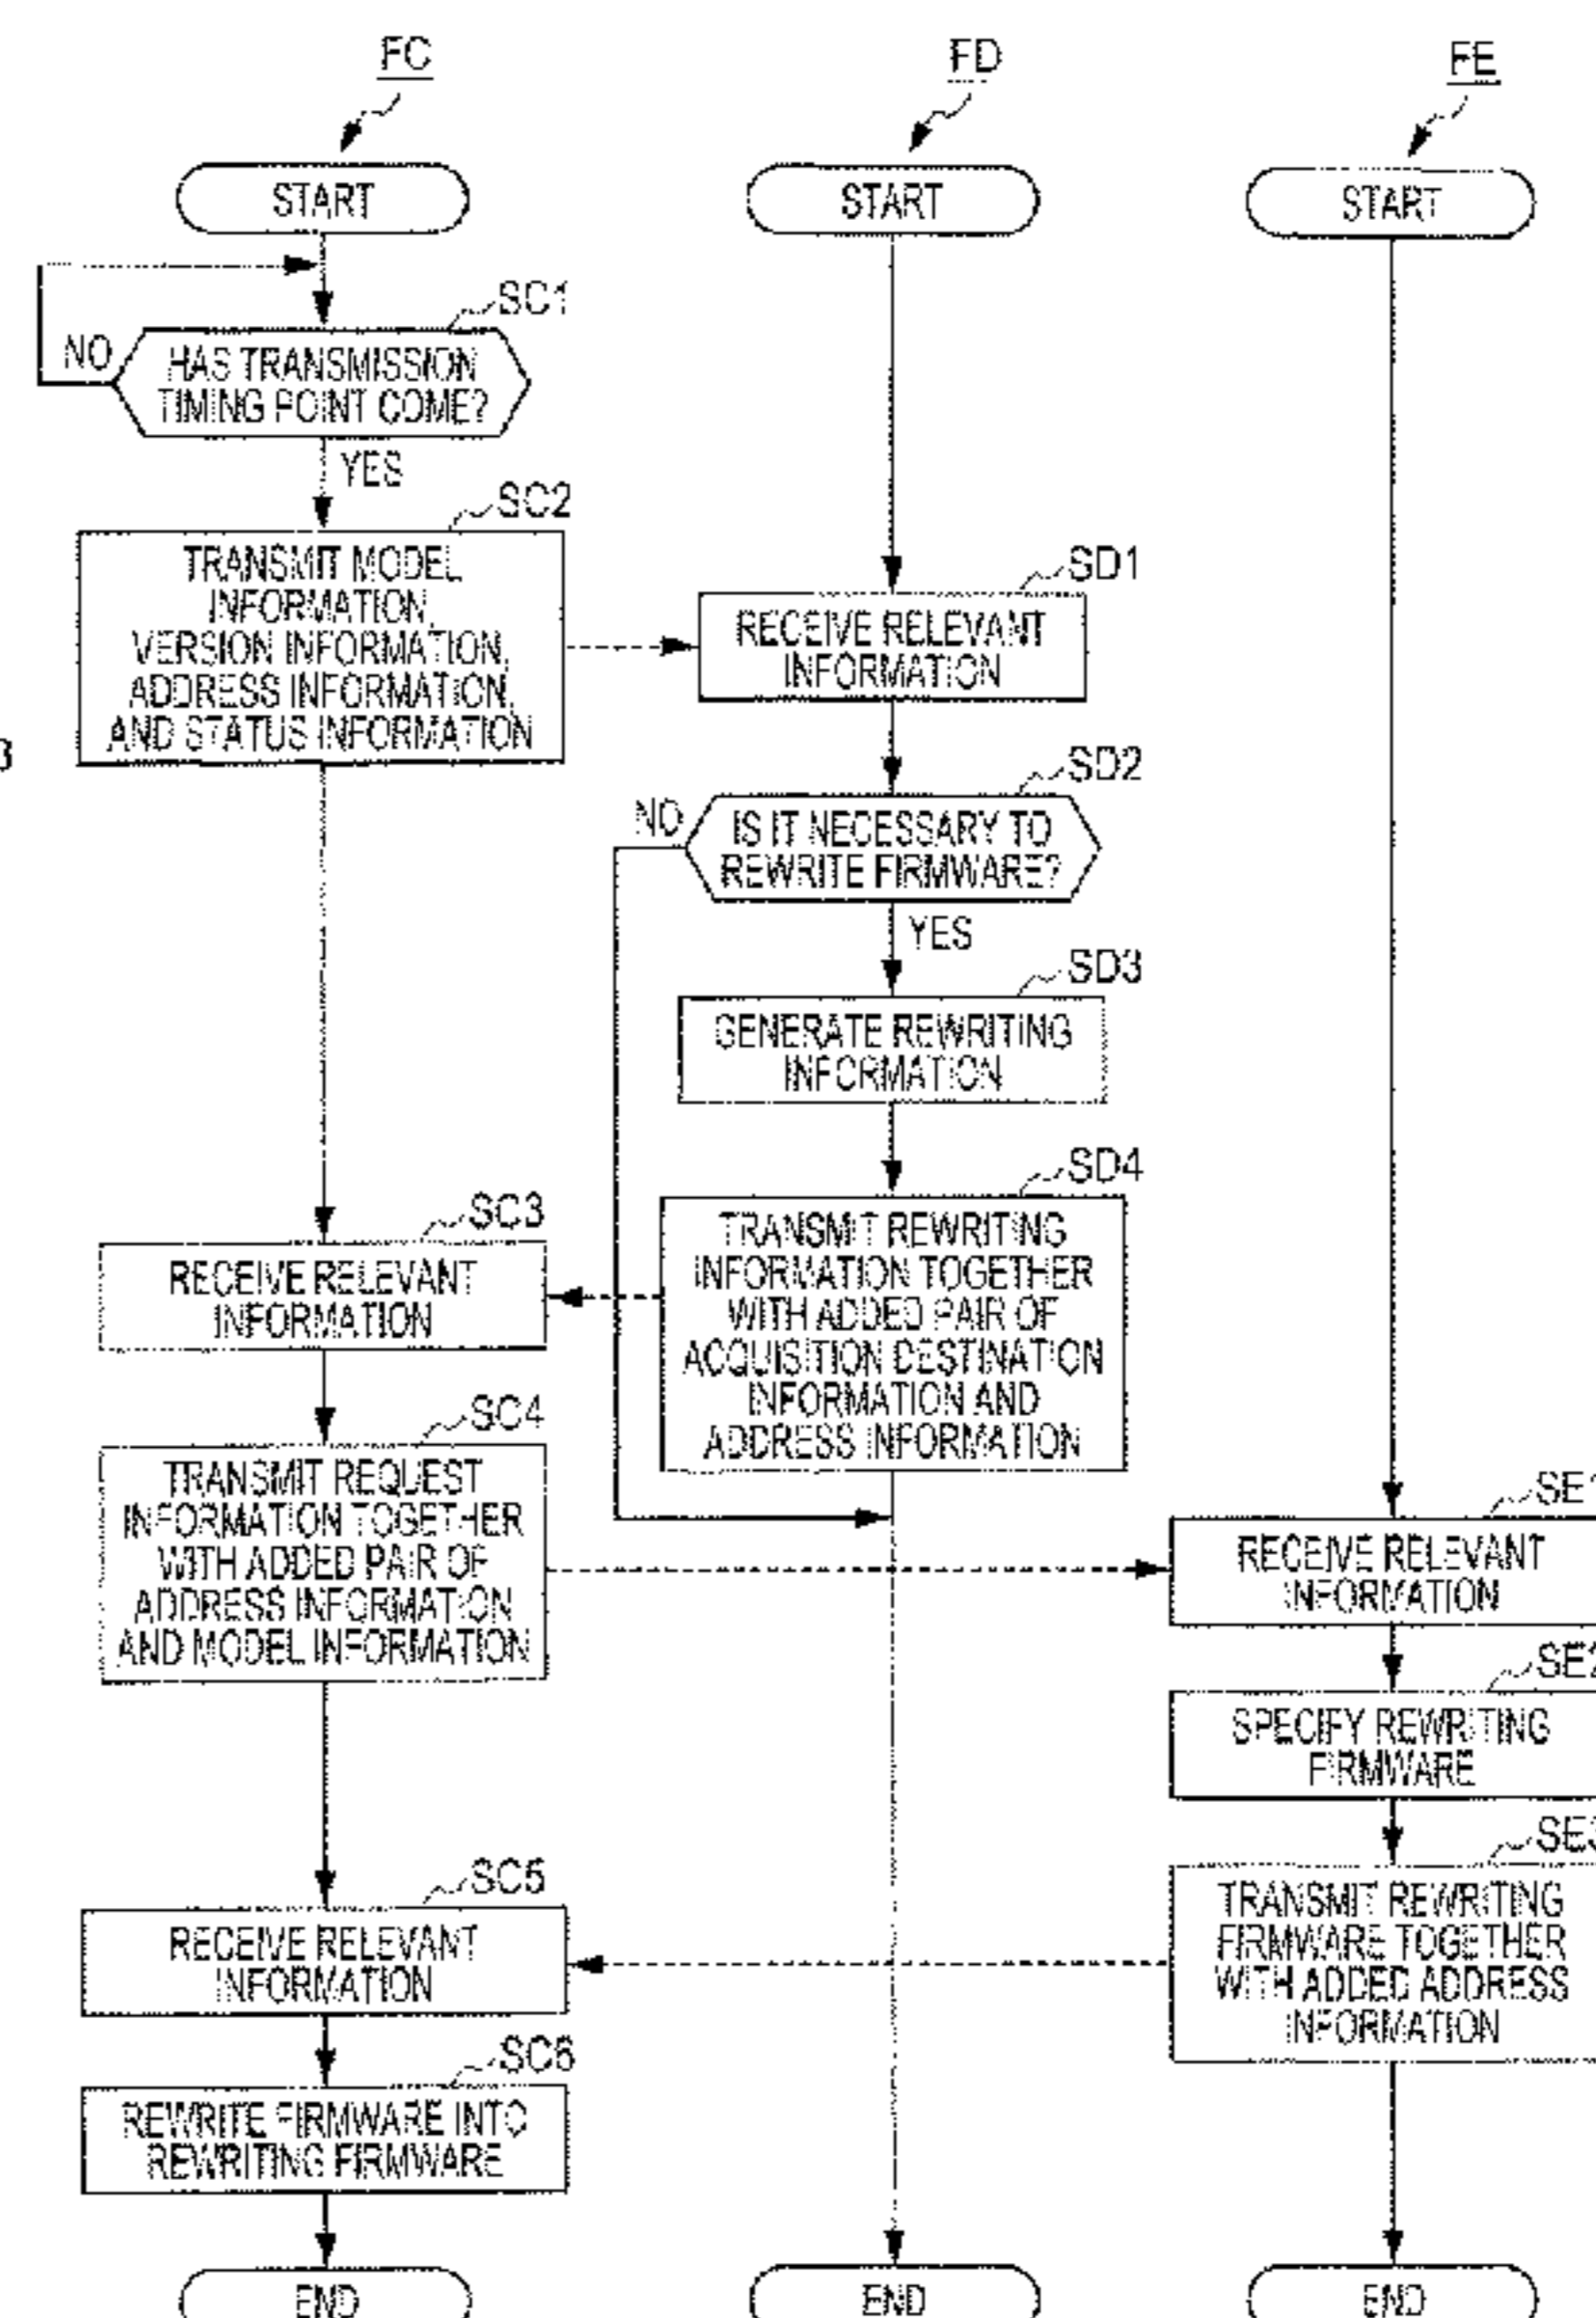 FC
START
SC1
NO
HAS TRANSMISSION
TIMING POINT COME?
YES
SC2
TRANSMIT MODEL
INFORMATION,
VERSION INFORMATION,
ADDRESS INFORMATION,
AND STATUS INFORMATION
SC3
RECEIVE RELEVANT
INFORMATION
SC4
TRANSMIT REQUEST
INFORMATION TOGETHER
WITH ADDED PAIR OF
ADDRESS INFORMATION
AND MODEL INFORMATION
SC5
RECEIVE RELEVANT
INFORMATION
SC6
REWRITE FIRMWARE INTO
REWRITING FIRMWARE
END
FD
START
SD1
RECEIVE RELEVANT
INFORMATION
SD2
NO
IS IT NECESSARY TO
REWRITE FIRMWARE?
YES
SD3
GENERATE REWRITING
INFORMATION
SD4
TRANSMIT REWRITING
INFORMATION TOGETHER
WITH ADDED PAIR OF
ACQUISITION DESTINATION
INFORMATION AND
ADDRESS INFORMATION
END
FE
START
SE1
RECEIVE RELEVANT
INFORMATION
SE2
SPECIFY REWRITING
FIRMWARE
SE3
TRANSMIT REWRITING
FIRMWARE TOGETHER
WITH ADDED ADDRESS
INFORMATION
END